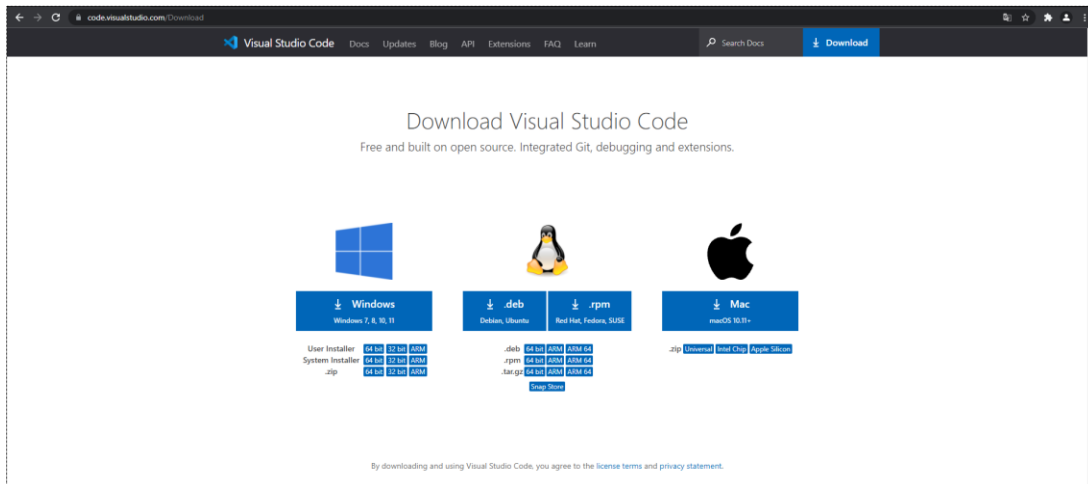 code.visualstudio.com/Download
Visual Studio Code Docs Updates Blog API Extensions FAQ Learn Search Docs Download
Download Visual Studio Code
Free and built on open source. Integrated Git, debugging and extensions.
Windows
Windows 7, 8, 10, 11
User Installer 64 bit 32 bit ARM
System Installer 64 bit 32 bit ARM
.zip 64 bit 32 bit ARM
.deb
Debian, Ubuntu
.rpm
Red Hat, Fedora, SUSE
.deb 64 bit ARM ARM 64
.rpm 64 bit ARM ARM 64
.tar.gz 64 bit ARM ARM 64
Snap Store
Mac
macOS 10.11+
.zip Universal Intel Chip Apple Silicon
By downloading and using Visual Studio Code, you agree to the license terms and privacy statement.